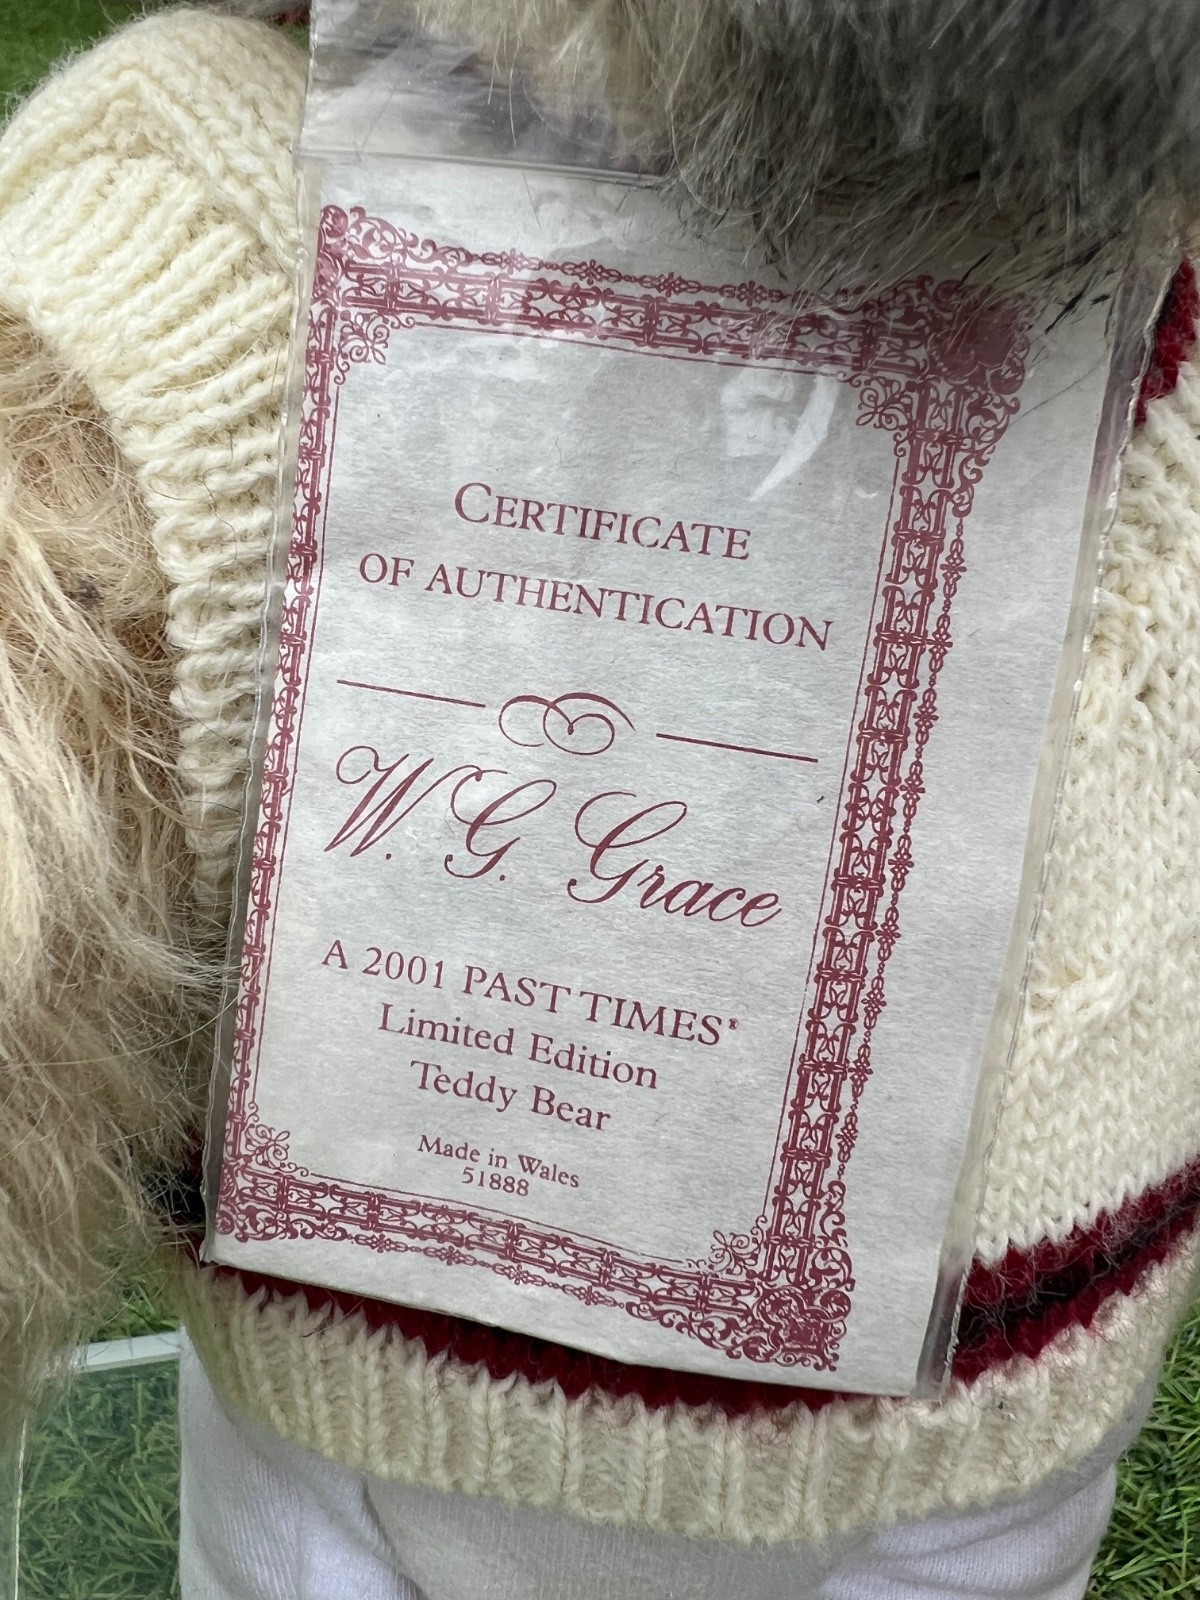 CERTIFICATE
OF AUTHENTICATION
W. G. Grace
A 2001 PAST TIMES®
Limited Edition
Teddy Bear
Made in Wales
51888